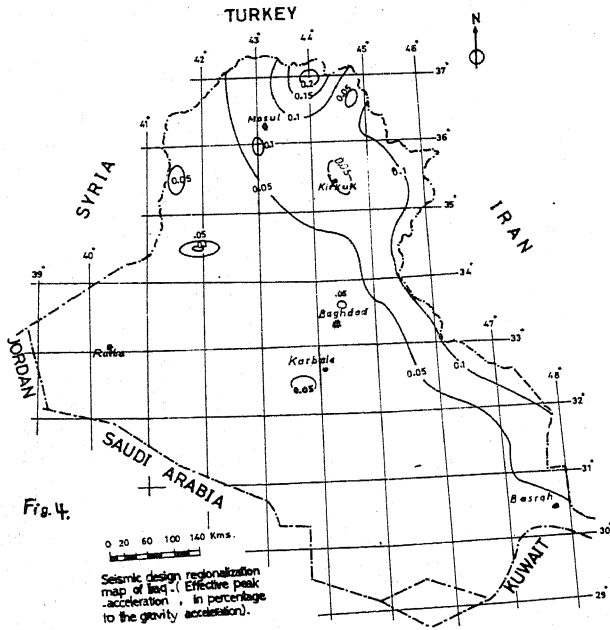 TURKEY
N
43°
44°
45°
46°
42°
37°
0.2
0.15
0.05
0.1
41°
Mosul
36°
0.1
0.05
0.05
Kirkuk
0.1
SYRIA
0.05
35°
IRAN
.05
40°
39°
34°
.05
Baghdad
47°
33°
JORDAN
Rutba
Karbala
0.05
0.05
0.1
48°
32°
SAUDI ARABIA
31°
Basrah
Fig. 4.
30°
0 20 60 100 140 Kms.
KUWAIT
Seismic design regionalization
map of Iraq - ( Effective peak
-acceleration , in percentage
to the gravity acceleration).
29°